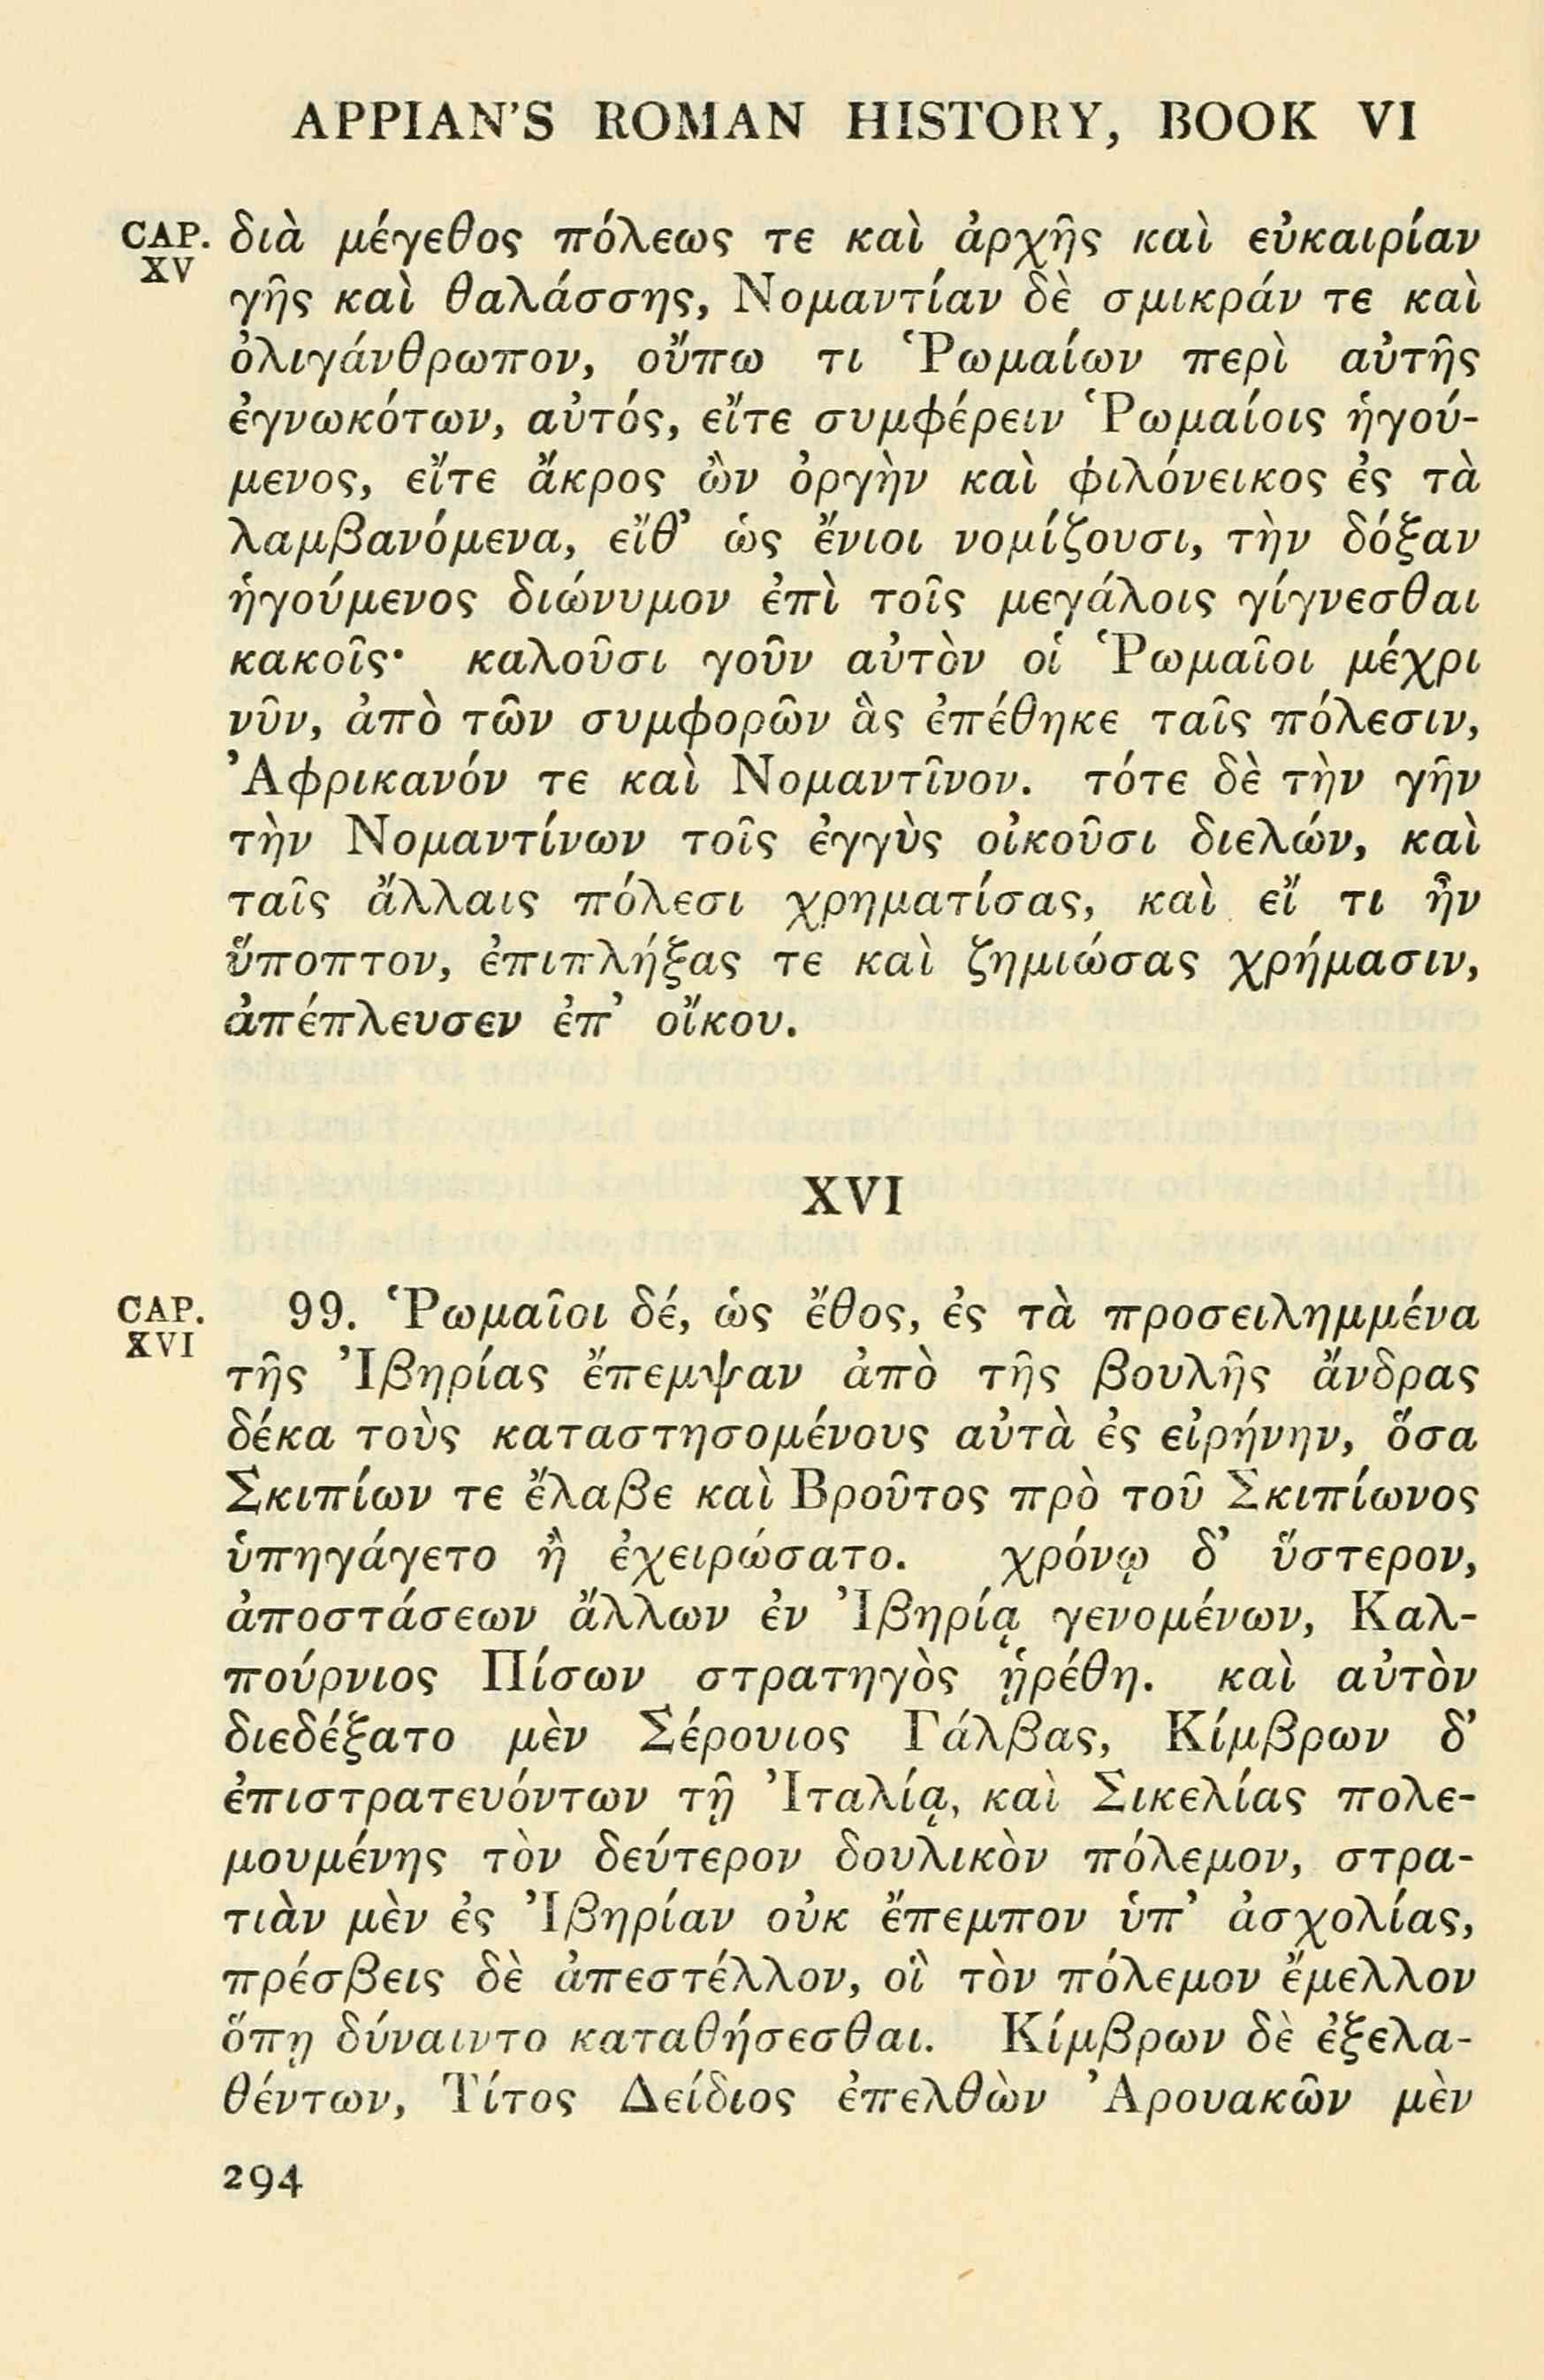 APPIAN'S ROMAN HISTORY, BOOK VI
CAP. XV
διὰ μέγεθος πόλεως τε καὶ ἀρχῆς καὶ εὐκαιρίαν
γῆς καὶ θαλάσσης, Νομαντίαν δὲ σμικράν τε καὶ
ὀλιγάνθρωπον, οὔπω τι Ῥωμαίων περὶ αὐτῆς
ἐγνωκότων, αὐτός, εἴτε συμφέρειν Ῥωμαίοις ἡγού-
μενος, εἴτε ἄκρος ὢν ὀργὴν καὶ φιλόνεικος ἐς τὰ
λαμβανόμενα, εἴθ' ὡς ἔνιοι νομίζουσι, τὴν δόξαν
ἡγούμενος διώνυμον ἐπὶ τοῖς μεγάλοις γίγνεσθαι
κακοῖς· καλοῦσι γοῦν αὐτὸν οἱ Ῥωμαῖοι μέχρι
νῦν, ἀπὸ τῶν συμφορῶν ἃς ἐπέθηκε ταῖς πόλεσιν,
Ἀφρικανόν τε καὶ Νομαντῖνον. τότε δὲ τὴν γῆν
τὴν Νομαντίνων τοῖς ἐγγὺς οἰκοῦσι διελών, καὶ
ταῖς ἄλλαις πόλεσι χρηματίσας, καὶ εἴ τι ἦν
ὕποπτον, ἐπιπλήξας τε καὶ ζημιώσας χρήμασιν,
ἀπέπλευσεν ἐπ' οἴκου.
XVI
CAP. XVI
99. Ῥωμαῖοι δέ, ὡς ἔθος, ἐς τὰ προσειλημμένα
τῆς Ἰβηρίας ἔπεμψαν ἀπὸ τῆς βουλῆς ἄνδρας
δέκα τοὺς καταστησομένους αὐτὰ ἐς εἰρήνην, ὅσα
Σκιπίων τε ἔλαβε καὶ Βροῦτος πρὸ τοῦ Σκιπίωνος
ὑπηγάγετο ἢ ἐχειρώσατο. χρόνῳ δ' ὕστερον,
ἀποστάσεων ἄλλων ἐν Ἰβηρίᾳ γενομένων, Καλ-
πούρνιος Πίσων στρατηγὸς ᾑρέθη. καὶ αὐτὸν
διεδέξατο μὲν Σέρουιος Γάλβας, Κίμβρων δ'
ἐπιστρατευόντων τῇ Ἰταλίᾳ, καὶ Σικελίας πολε-
μουμένης τὸν δεύτερον δουλικὸν πόλεμον, στρα-
τιὰν μὲν ἐς Ἰβηρίαν οὐκ ἔπεμπον ὑπ' ἀσχολίας,
πρέσβεις δὲ ἀπεστέλλον, οἳ τὸν πόλεμον ἔμελλον
ὅπῃ δύναιντο καταθήσεσθαι. Κίμβρων δὲ ἐξελα-
θέντων, Τίτος Δείδιος ἐπελθὼν Ἀρουακῶν μὲν
294